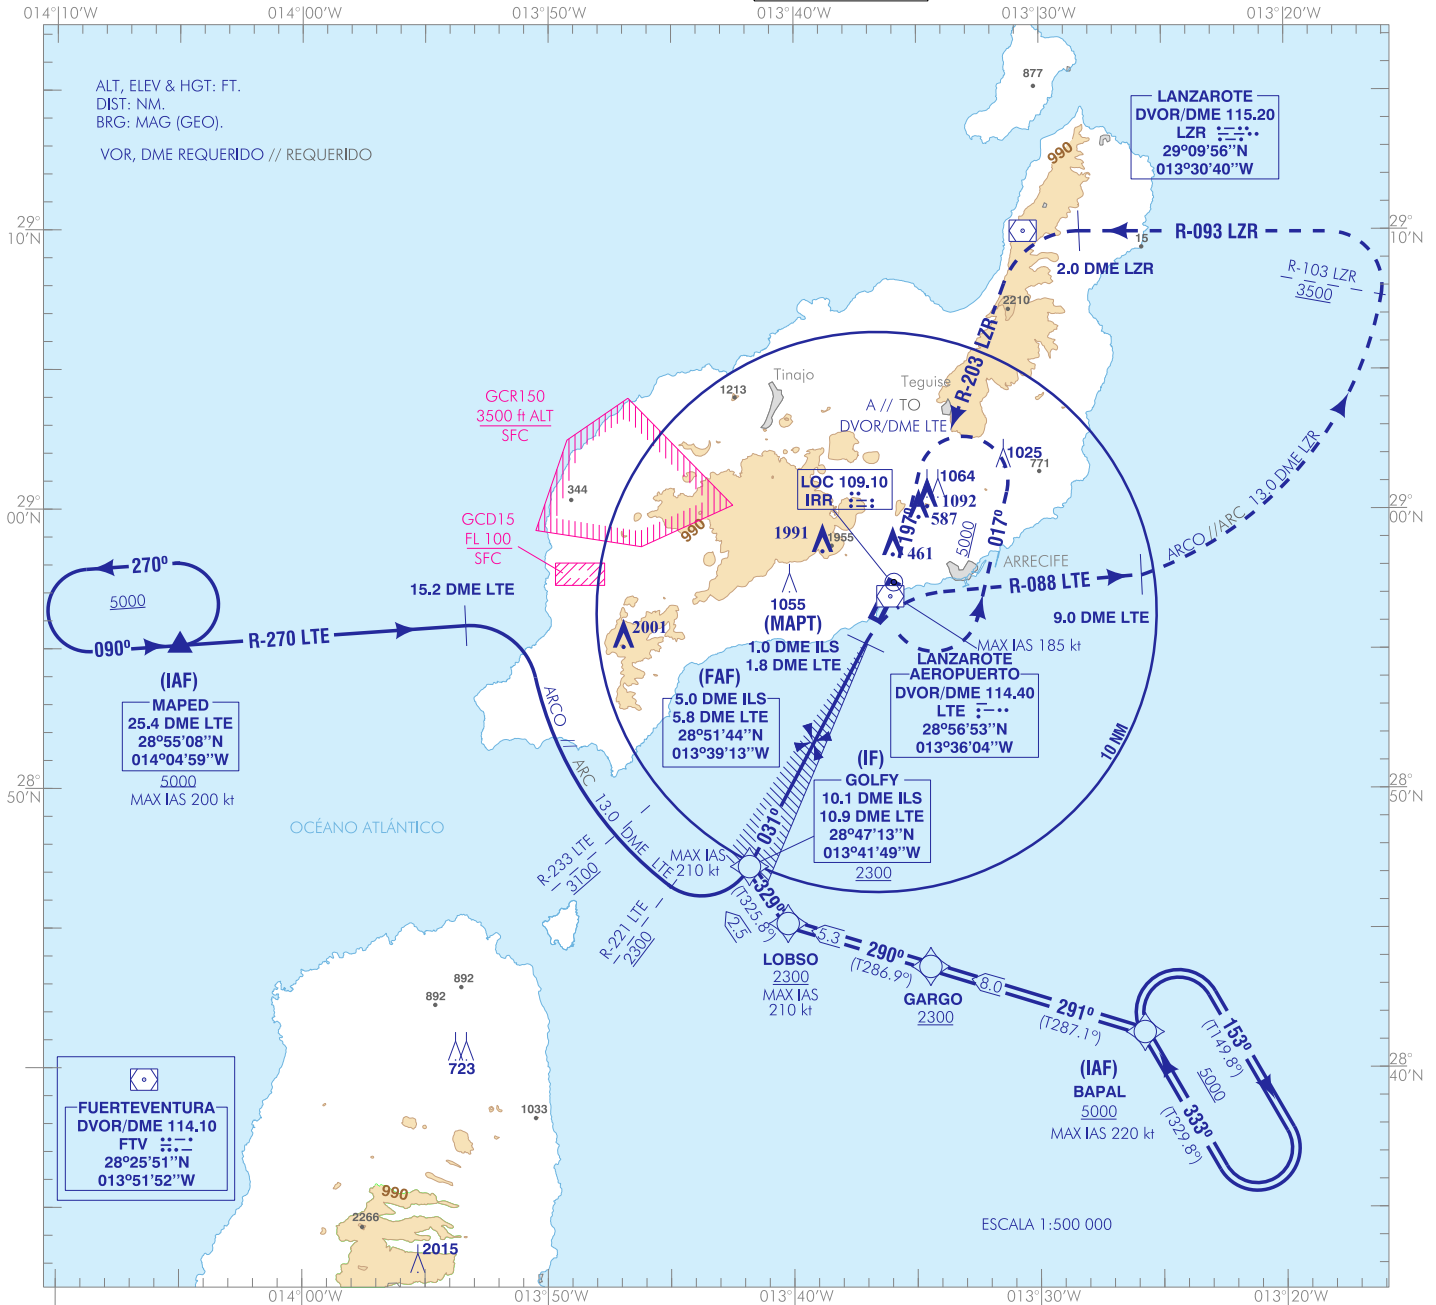 014°10'W
014°00'W
013°50'W
013°40'W
013°30'W
013°20'W
ALT, ELEV & HGT: FT.
DIST: NM.
BRG: MAG (GEO).
VOR, DME REQUERIDO // REQUERIDO
877
990
LANZAROTE
DVOR/DME 115.20
LZR
29°09'56''N
013°30'40''W
29°
10'N
29°
10'N
R-093 LZR
15
2.0 DME LZR
R-103 LZR
3500
2210
R-203 LZR
Tinajo
1213
Teguise
A // TO
DVOR/DME LTE
GCR150
3500 ft ALT
SFC
344
1025
771
1064
1092
587
LOC 109.10
IRR
29°
00'N
22°
00'N
990
1991
1955
461
197°
5000
017°
GCD15
FL 100
SFC
ARRECIFE
ARCO // ARC 13.0 DME LZR
R-088 LTE
9.0 DME LTE
270°
5000
090°
R-270 LTE
15.2 DME LTE
1055
(MAPT)
1.0 DME ILS
1.8 DME LTE
2001
MAX IAS 185 kt
LANZAROTE
AEROPUERTO
DVOR/DME 114.40
LTE
28°56'53''N
013°36'04''W
(IAF)
MAPED
25.4 DME LTE
28°55'08''N
014°04'59''W
5000
MAX IAS 200 kt
(FAF)
5.0 DME ILS
5.8 DME LTE
28°51'44''N
013°39'13''W
10 NM
ARCO // ARC 13.0 DME LTE
(IF)
GOLFY
10.1 DME ILS
10.9 DME LTE
28°47'13''N
013°41'49''W
2300
28°
50'N
28°
50'N
OCÉANO ATLÁNTICO
031°
MAX IAS
210 kt
R-233 LTE
3100
R-221 LTE
2300
329°
(T325.8°)
2.5
5.3
LOBSO
2300
MAX IAS
210 kt
290°
(T286.9°)
GARGO
2300
8.0
291°
(T287.1°)
153°
(T149.8°)
5000
333°
(T329.8°)
(IAF)
BAPAL
5000
MAX IAS 220 kt
892
892
723
1033
28°
40'N
FUERTEVENTURA
DVOR/DME 114.10
FTV
28°25'51''N
013°51'52''W
990
2266
2015
ESCALA 1:500 000
014°00'W
013°50'W
013°40'W
013°30'W
013°20'W